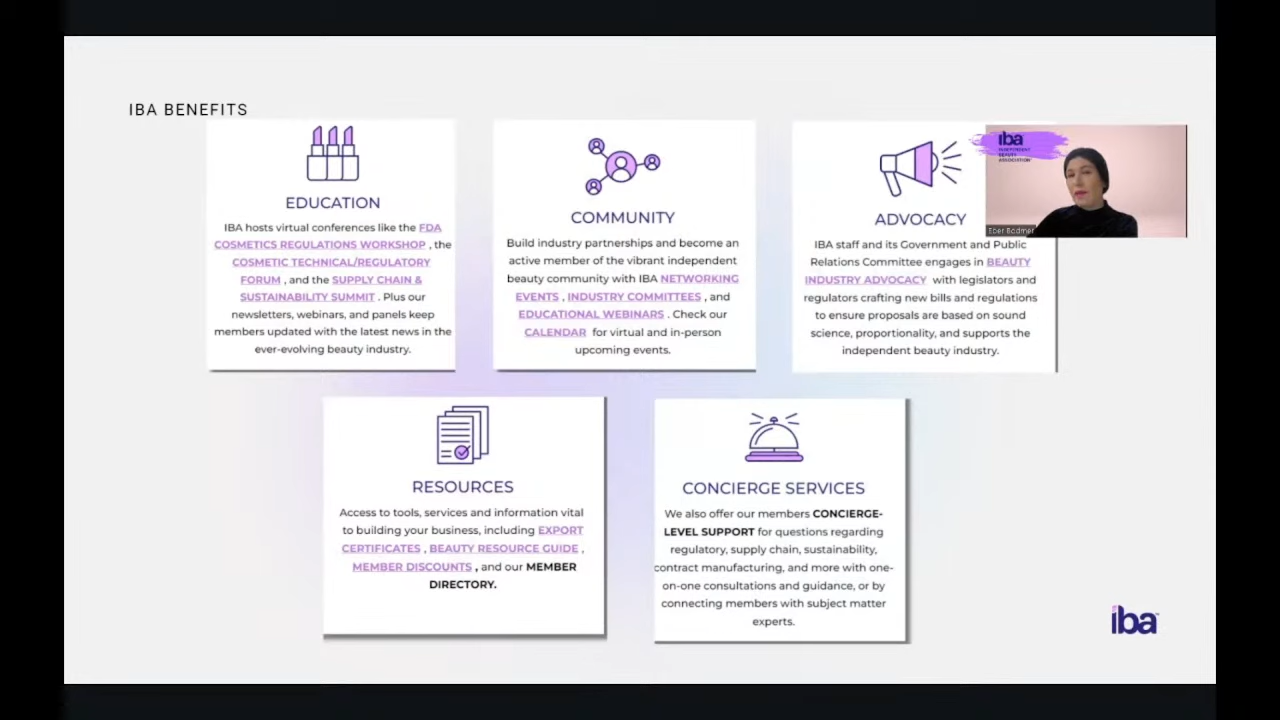 IBA BENEFITS
EDUCATION
IBA hosts virtual conferences like the FDA
COSMETICS REGULATIONS WORKSHOP , the
COSMETIC TECHNICAL/REGULATORY
FORUM , and the SUPPLY CHAIN &
SUSTAINABILITY SUMMIT . Plus our
newsletters, webinars, and panels keep
members updated with the latest news in the
ever-evolving beauty industry.
COMMUNITY
Build industry partnerships and become an
active member of the vibrant independent
beauty community with IBA NETWORKING
EVENTS , INDUSTRY COMMITTEES , and
EDUCATIONAL WEBINARS . Check our
CALENDAR for virtual and in-person
upcoming events.
ADVOCACY
IBA staff and its Government and Public
Relations Committee engages in BEAUTY
INDUSTRY ADVOCACY with legislators and
regulators crafting new bills and regulations
to ensure proposals are based on sound
science, proportionality, and supports the
independent beauty industry.
iba
INDEPENDENT
BEAUTY
ASSOCIATION
RESOURCES
Access to tools, services and information vital
to building your business, including EXPORT
CERTIFICATES , BEAUTY RESOURCE GUIDE ,
MEMBER DISCOUNTS , and our MEMBER
DIRECTORY.
CONCIERGE SERVICES
We also offer our members CONCIERGE-
LEVEL SUPPORT for questions regarding
regulatory, supply chain, sustainability,
contract manufacturing, and more with one-
on-one consultations and guidance, or by
connecting members with subject matter
experts.
iba